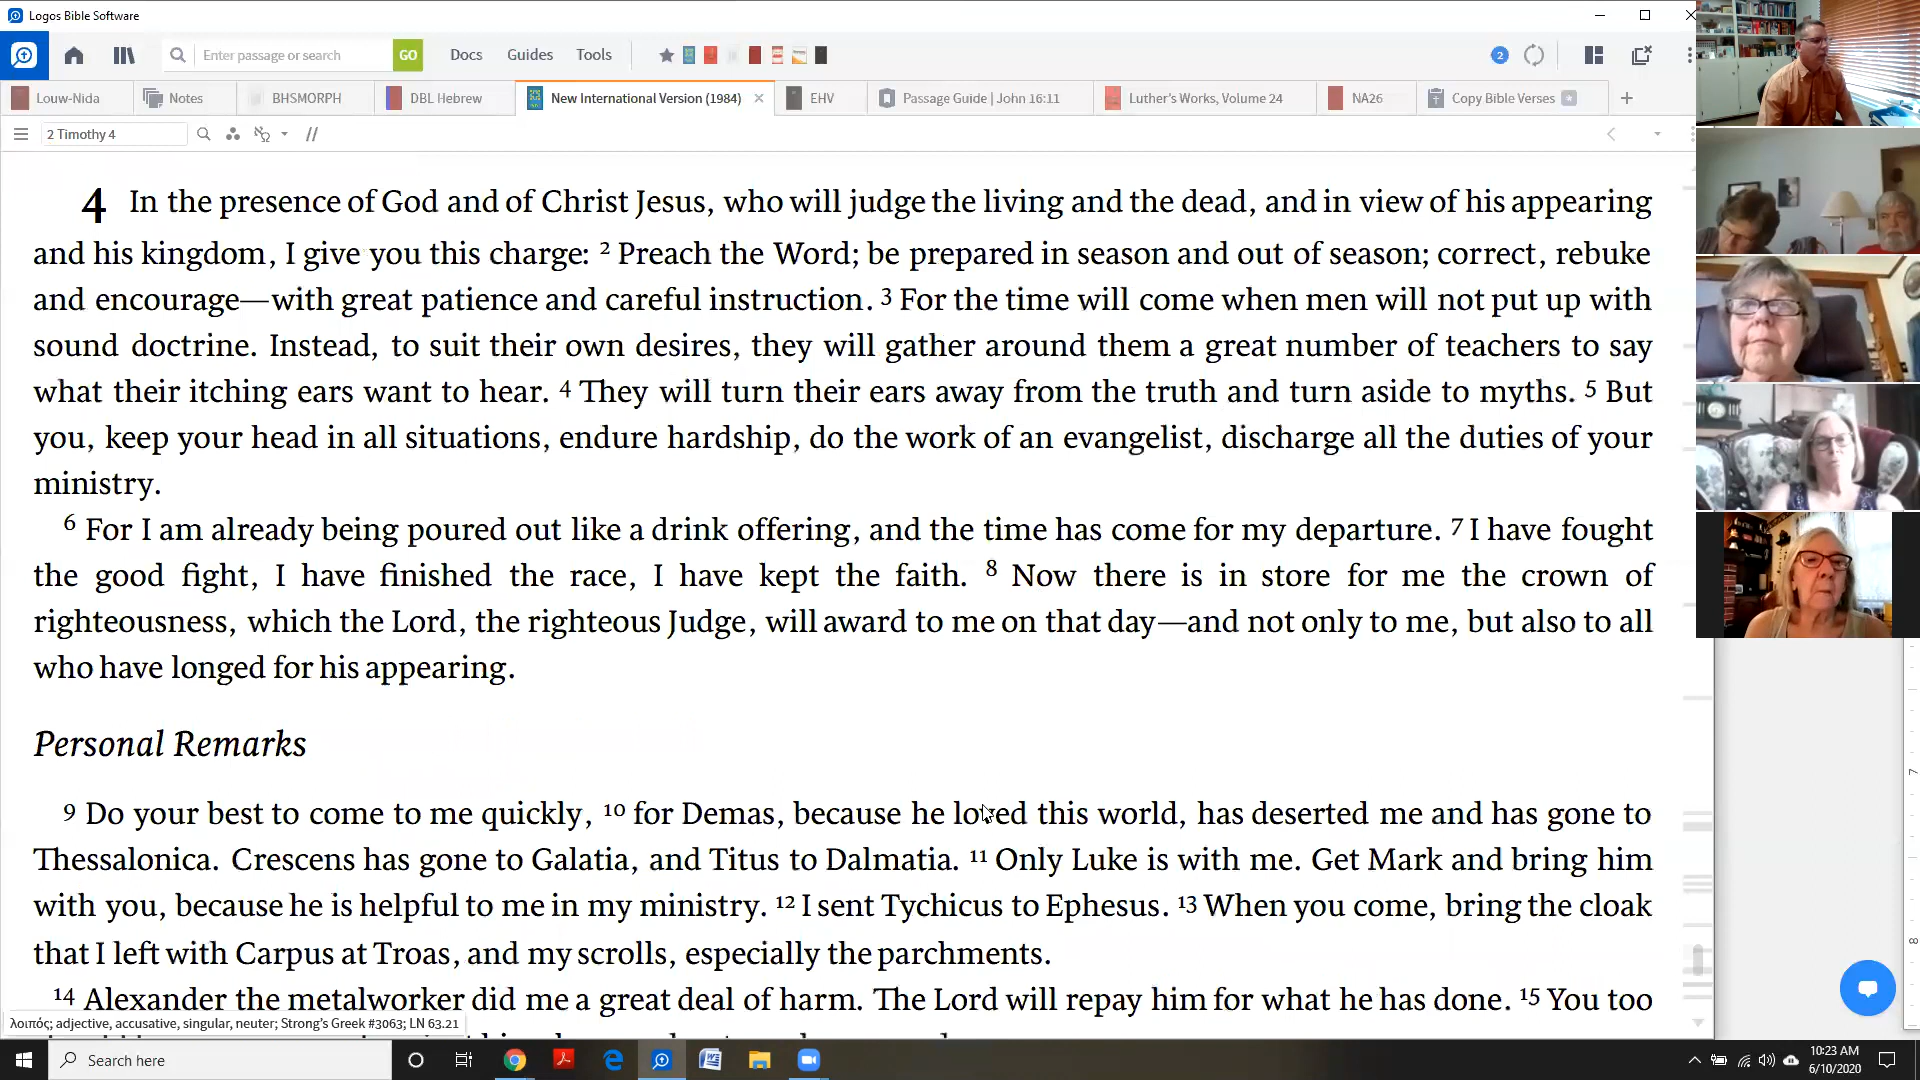 Logos Bible Software
Enter passage or search
GO
Docs
Guides
Tools
2
Louw-Nida
Notes
BHSMORPH
DBL Hebrew
New International Version (1984)
EHV
Passage Guide | John 16:11
Luther's Works, Volume 24
NA26
Copy Bible Verses
2 Timothy 4
4 In the presence of God and of Christ Jesus, who will judge the living and the dead, and in view of his appearing
and his kingdom, I give you this charge: 2 Preach the Word; be prepared in season and out of season; correct, rebuke
and encourage—with great patience and careful instruction. 3 For the time will come when men will not put up with
sound doctrine. Instead, to suit their own desires, they will gather around them a great number of teachers to say
what their itching ears want to hear. 4 They will turn their ears away from the truth and turn aside to myths. 5 But
you, keep your head in all situations, endure hardship, do the work of an evangelist, discharge all the duties of your
ministry.
6 For I am already being poured out like a drink offering, and the time has come for my departure. 7 I have fought
the good fight, I have finished the race, I have kept the faith. 8 Now there is in store for me the crown of
righteousness, which the Lord, the righteous Judge, will award to me on that day—and not only to me, but also to all
who have longed for his appearing.
Personal Remarks
9 Do your best to come to me quickly, 10 for Demas, because he loved this world, has deserted me and has gone to
Thessalonica. Crescens has gone to Galatia, and Titus to Dalmatia. 11 Only Luke is with me. Get Mark and bring him
with you, because he is helpful to me in my ministry. 12 I sent Tychicus to Ephesus. 13 When you come, bring the cloak
that I left with Carpus at Troas, and my scrolls, especially the parchments.
14 Alexander the metalworker did me a great deal of harm. The Lord will repay him for what he has done. 15 You too
λοιπός; adjective, accusative, singular, neuter; Strong's Greek #3063; LN 63.21
7
8
Search here
10:23 AM
6/10/2020